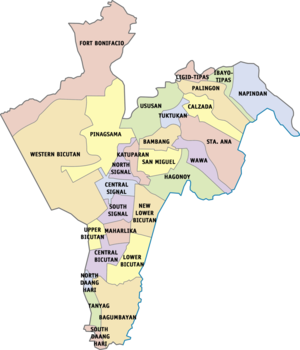 FORT BONIFACIO
IBAYO-
TIPAS
CIGID-TIPAS
NAPINDAN
PALINGON
USUSAN
CALZADA
TUKTUKAN
PINAGSAMA
BAMBANG
STA. ANA
WESTERN BICUTAN
KATUPARAN
SAN MIGUEL
WAWA
NORTH
SIGNAL
HAGONOY
CENTRAL
SIGNAL
SOUTH
SIGNAL
NEW
LOWER
BICUTAN
UPPER
BICUTAN
MAHARLIKA
CENTRAL
BICUTAN
LOWER
BICUTAN
NORTH
DAANG
HARI
TANYAG
BAGUMBAYAN
SOUTH
DAANG
HARI